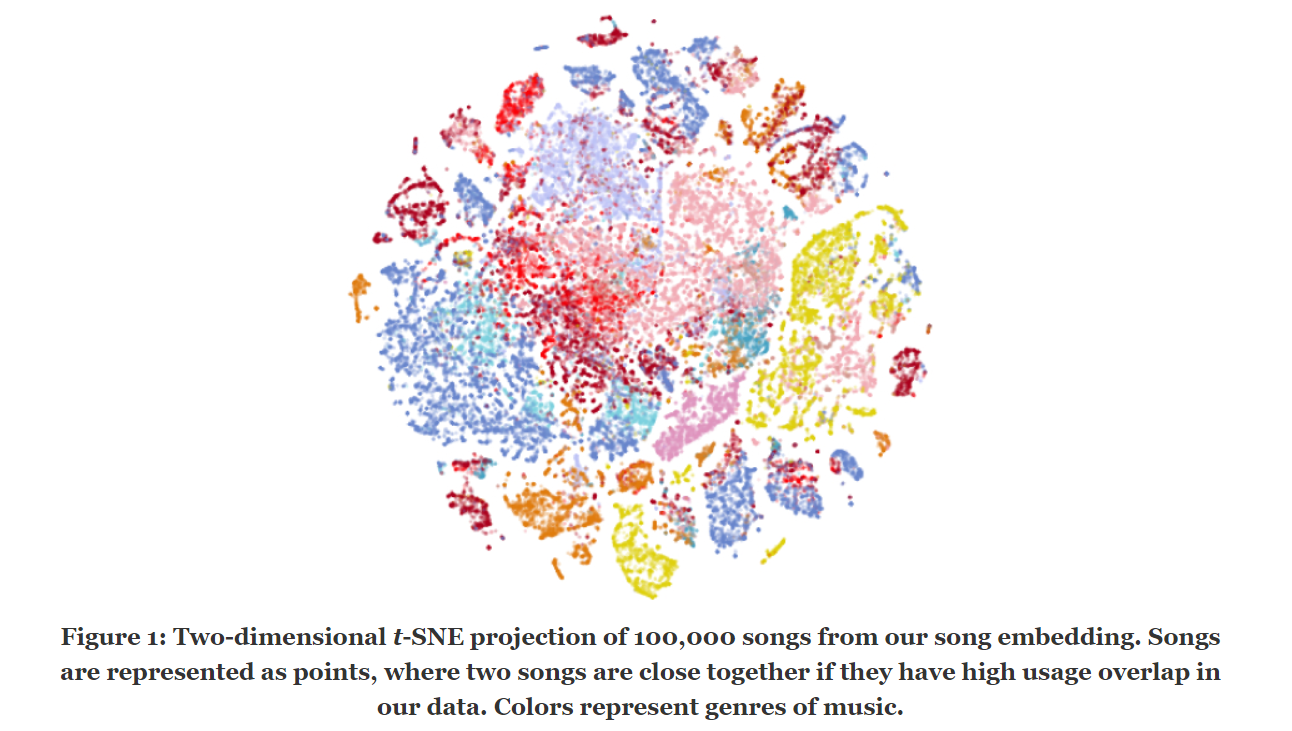 Figure 1: Two-dimensional t-SNE projection of 100,000 songs from our song embedding. Songs
are represented as points, where two songs are close together if they have high usage overlap in
our data. Colors represent genres of music.